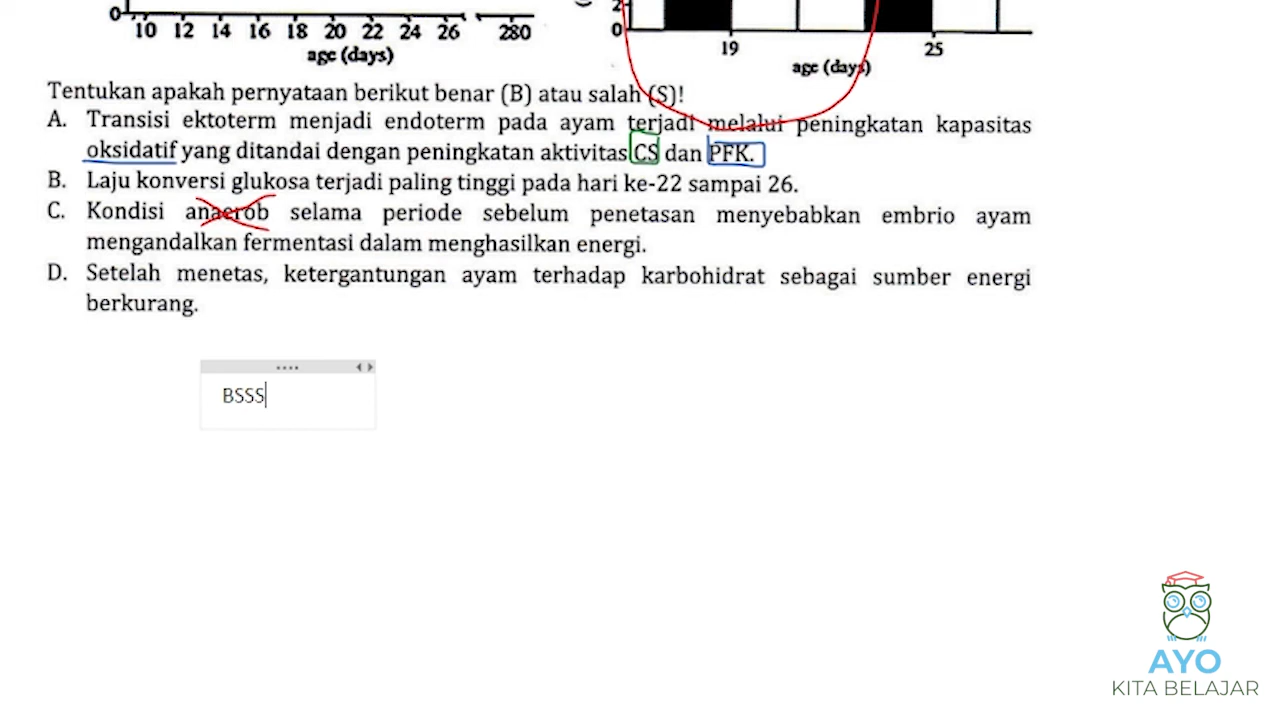 2
0
0
10 12 14 16 18 20 22 24 26 280
19 25
age (days)
age (days)
Tentukan apakah pernyataan berikut benar (B) atau salah (S)!
A. Transisi ektoterm menjadi endoterm pada ayam terjadi melalui peningkatan kapasitas
oksidatif yang ditandai dengan peningkatan aktivitas CS dan PFK.
B. Laju konversi glukosa terjadi paling tinggi pada hari ke-22 sampai 26.
C. Kondisi anaerob selama periode sebelum penetasan menyebabkan embrio ayam
mengandalkan fermentasi dalam menghasilkan energi.
D. Setelah menetas, ketergantungan ayam terhadap karbohidrat sebagai sumber energi
berkurang.
BSSS
AYO
KITA BELAJAR